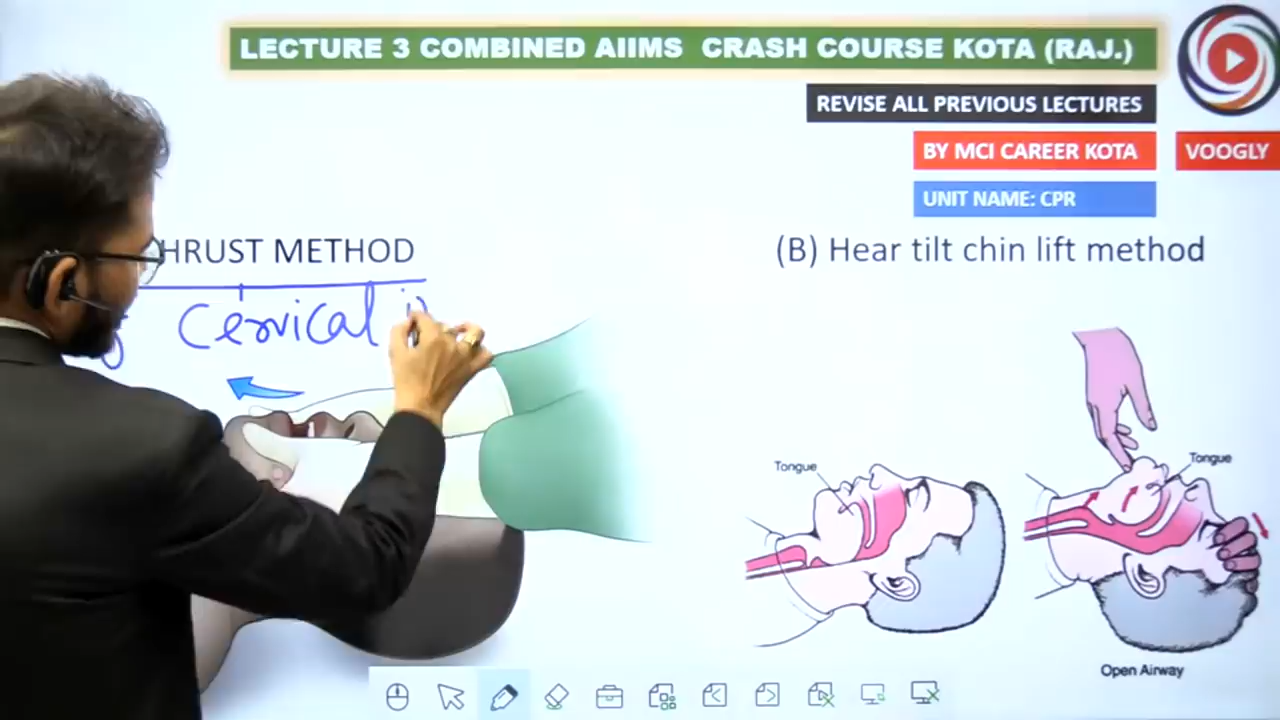 LECTURE 3 COMBINED AIIMS CRASH COURSE KOTA (RAJ.)
REVISE ALL PREVIOUS LECTURES
BY MCI CAREER KOTA
VOOGLY
UNIT NAME: CPR
HRUST METHOD
(B) Hear tilt chin lift method
Cervical
Tongue
Tongue
Open Airway